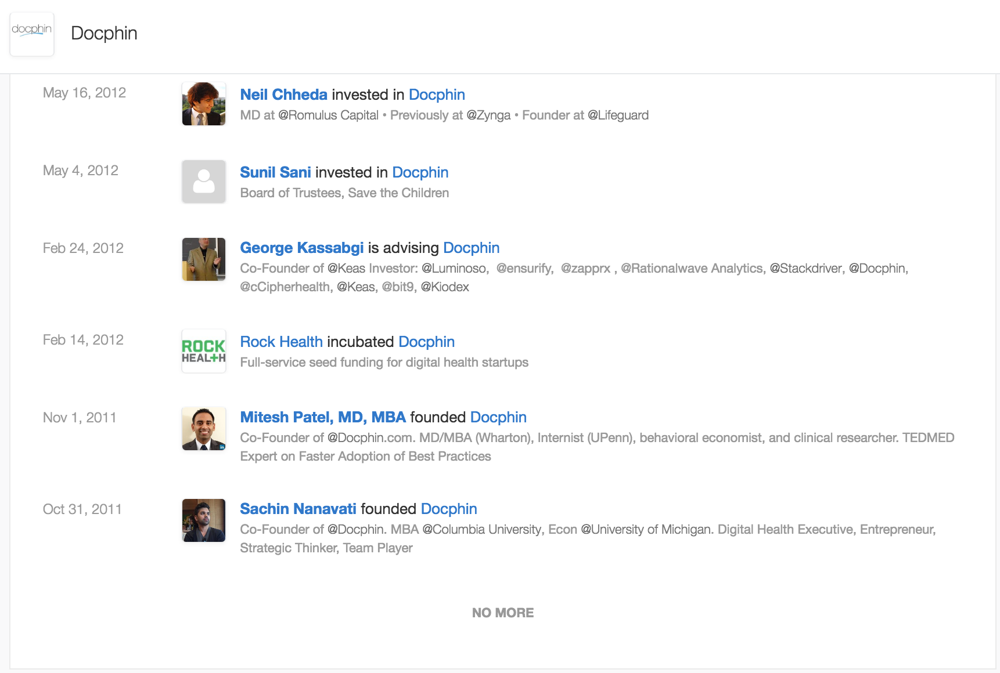 docphin
Docphin
May 16, 2012
Neil Chheda invested in Docphin
MD at @Romulus Capital • Previously at @Zynga • Founder at @Lifeguard
May 4, 2012
Sunil Sani invested in Docphin
Board of Trustees, Save the Children
Feb 24, 2012
George Kassabgi is advising Docphin
Co-Founder of @Keas Investor: @Luminoso, @ensurify, @zapprx , @Rationalwave Analytics, @Stackdriver, @Docphin,
@cCipherhealth, @Keas, @bit9, @Kiodex
Feb 14, 2012
ROCK
HEALTH
Rock Health incubated Docphin
Full-service seed funding for digital health startups
Nov 1, 2011
in
Mitesh Patel, MD, MBA founded Docphin
Co-Founder of @Docphin.com. MD/MBA (Wharton), Internist (UPenn), behavioral economist, and clinical researcher. TEDMED
Expert on Faster Adoption of Best Practices
Oct 31, 2011
Sachin Nanavati founded Docphin
Co-Founder of @Docphin. MBA @Columbia University, Econ @University of Michigan. Digital Health Executive, Entrepreneur,
Strategic Thinker, Team Player
NO MORE